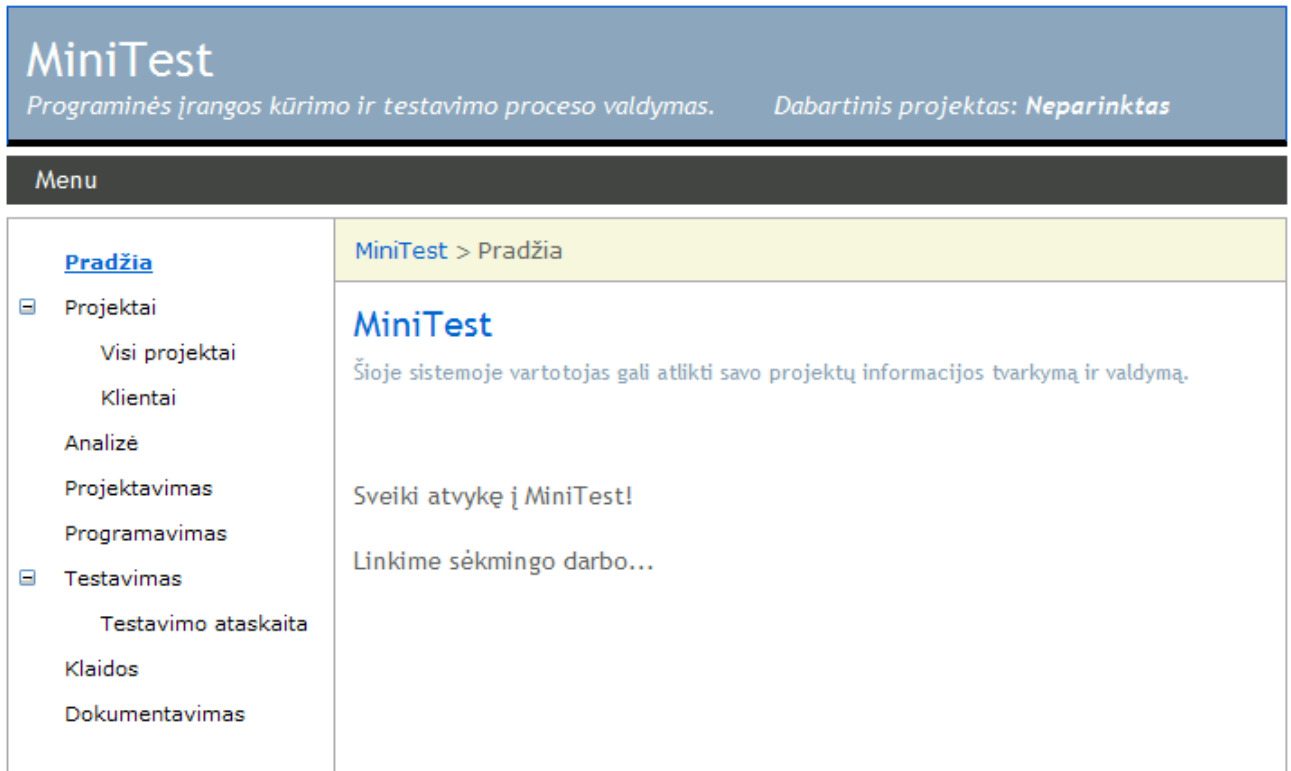 MiniTest
Programinės įrangos kūrimo ir testavimo proceso valdymas. Dabartinis projektas: Neparinktas
Menu
Pradžia
Projektai
Visi projektai
Klientai
Analizė
Projektavimas
Programavimas
Testavimas
Testavimo ataskaita
Klaidos
Dokumentavimas
MiniTest > Pradžia
MiniTest
Šioje sistemoje vartotojas gali atlikti savo projektų informacijos tvarkymą ir valdymą.
Sveiki atvykę į MiniTest!
Linkime sėkmingo darbo...